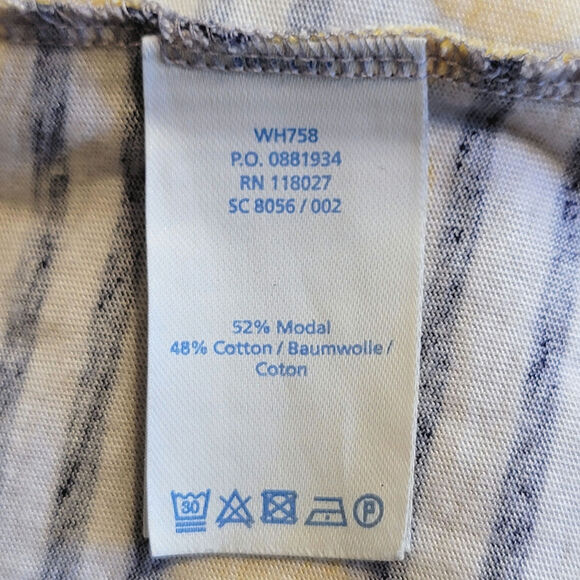 WH758
P.O. 0881934
RN 118027
SC 8056 / 002
52% Modal
48% Cotton / Baumwolle /
Coton
30 P